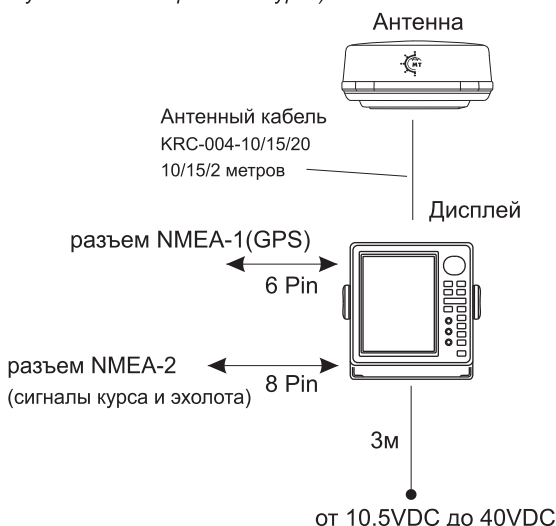 Антенна
МТ
Антенный кабель
KRC-004-10/15/20
10/15/2 метров
Дисплей
разъем NMEA-1(GPS)
6 Pin
разъем NMEA-2
8 Pin
(сигналы курса и эхолота)
3м
от 10.5VDC до 40VDC